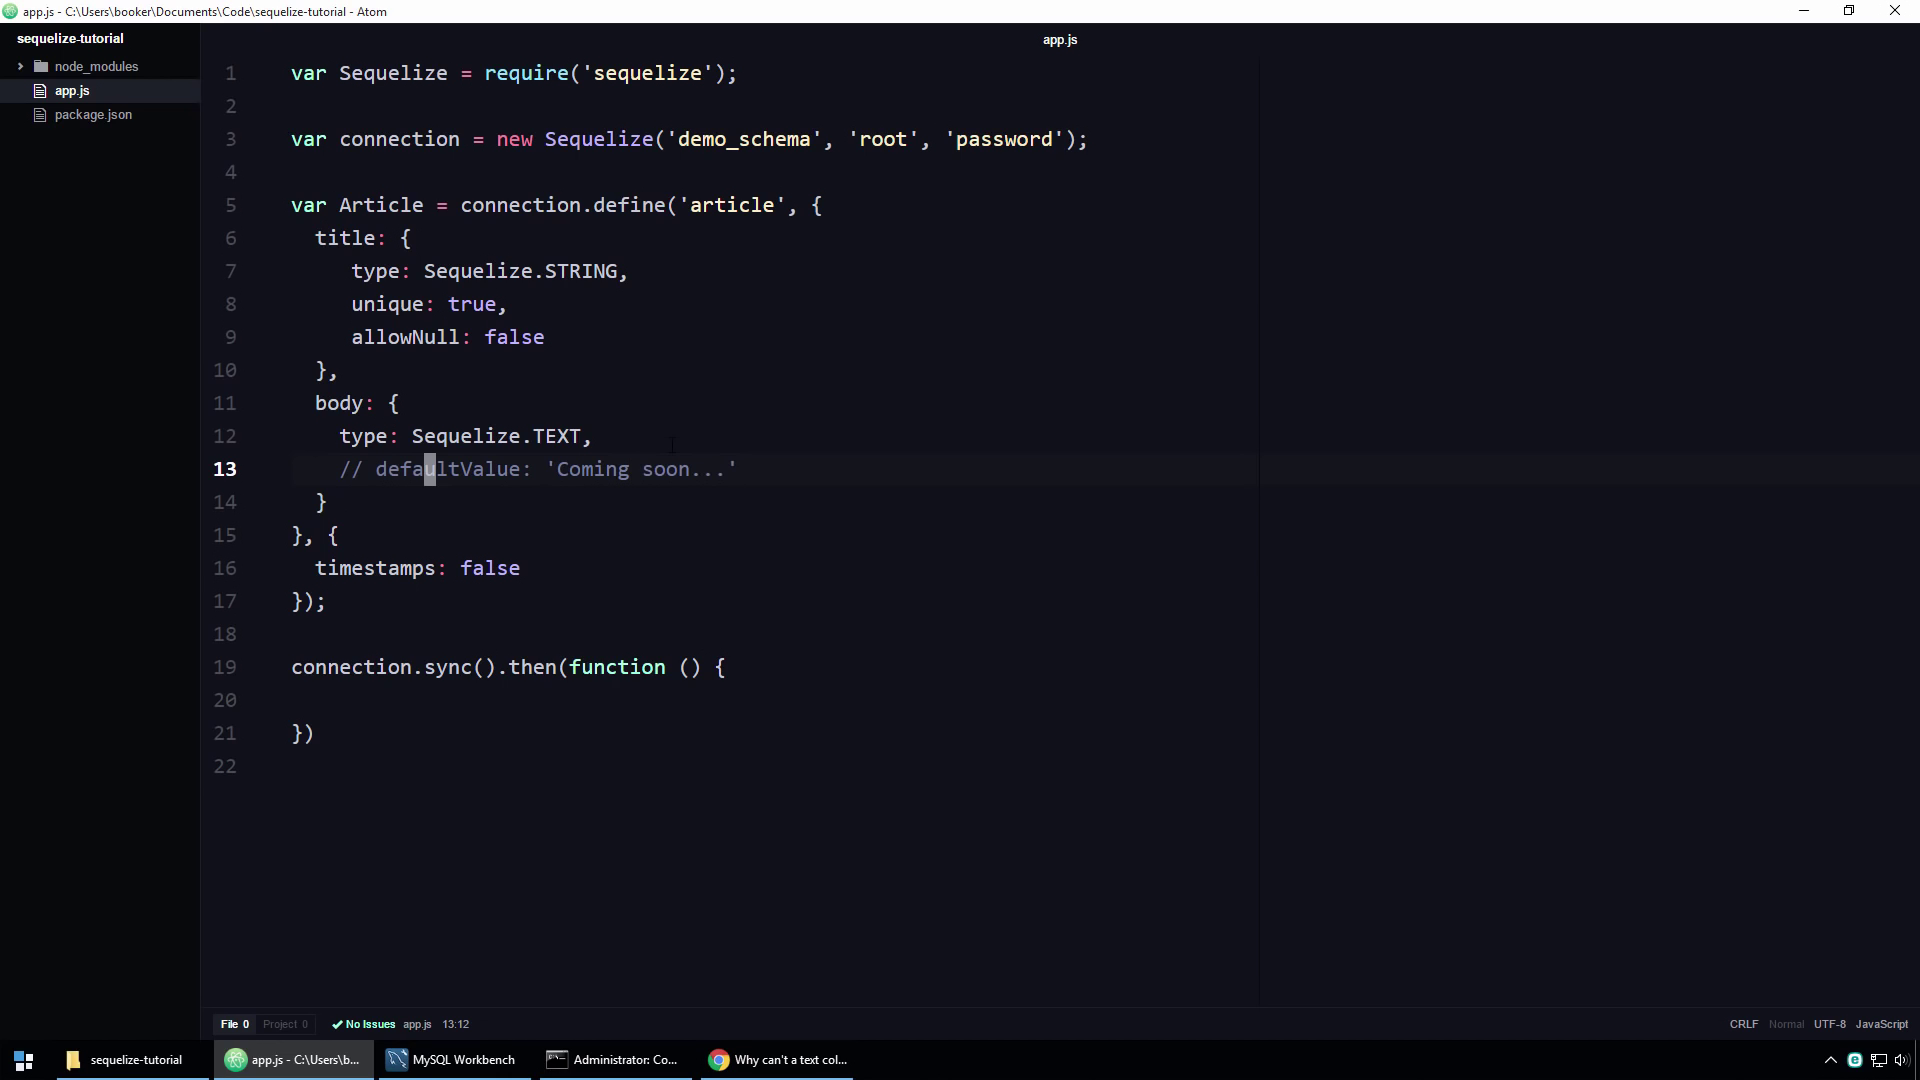 app.js - C:\Users\booker\Documents\Code\sequelize-tutorial - Atom
sequelize-tutorial
node_modules
app.js
package.json
app.js
1 var Sequelize = require('sequelize');
2
3 var connection = new Sequelize('demo_schema', 'root', 'password');
4
5 var Article = connection.define('article', {
6 title: {
7 type: Sequelize.STRING,
8 unique: true,
9 allowNull: false
10 },
11 body: {
12 type: Sequelize.TEXT,
13 // defaultValue: 'Coming soon...'
14 }
15 }, {
16 timestamps: false
17 });
18
19 connection.sync().then(function () {
20
21 })
22
File 0 Project 0 No Issues app.js 13:12 CRLF Normal UTF-8 JavaScript
sequelize-tutorial app.js - C:\Users\b... MySQL Workbench Administrator: Co... Why can't a text col...